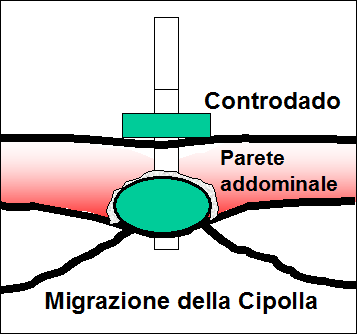 Controdado
Parete
addominale
Migrazione della Cipolla